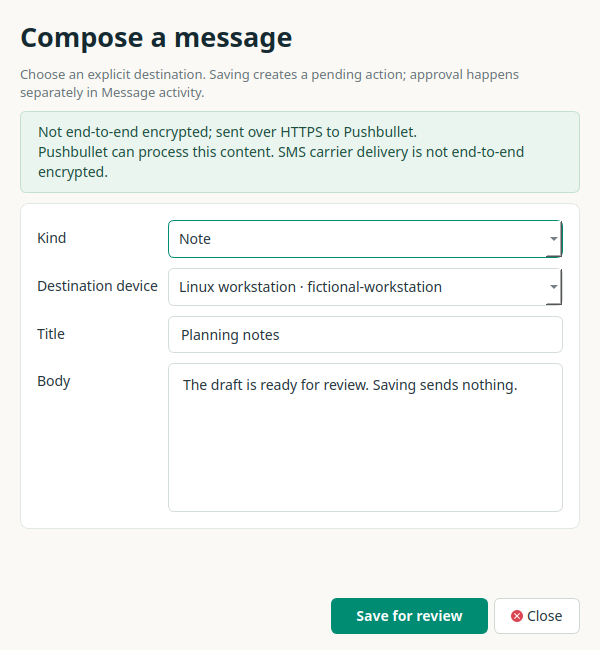 Compose a message
Choose an explicit destination. Saving creates a pending action; approval happens
separately in Message activity.
Not end-to-end encrypted; sent over HTTPS to Pushbullet.
Pushbullet can process this content. SMS carrier delivery is not end-to-end
encrypted.
Kind
Note
Destination device
Linux workstation · fictional-workstation
Title
Planning notes
Body
The draft is ready for review. Saving sends nothing.
Save for review
Close